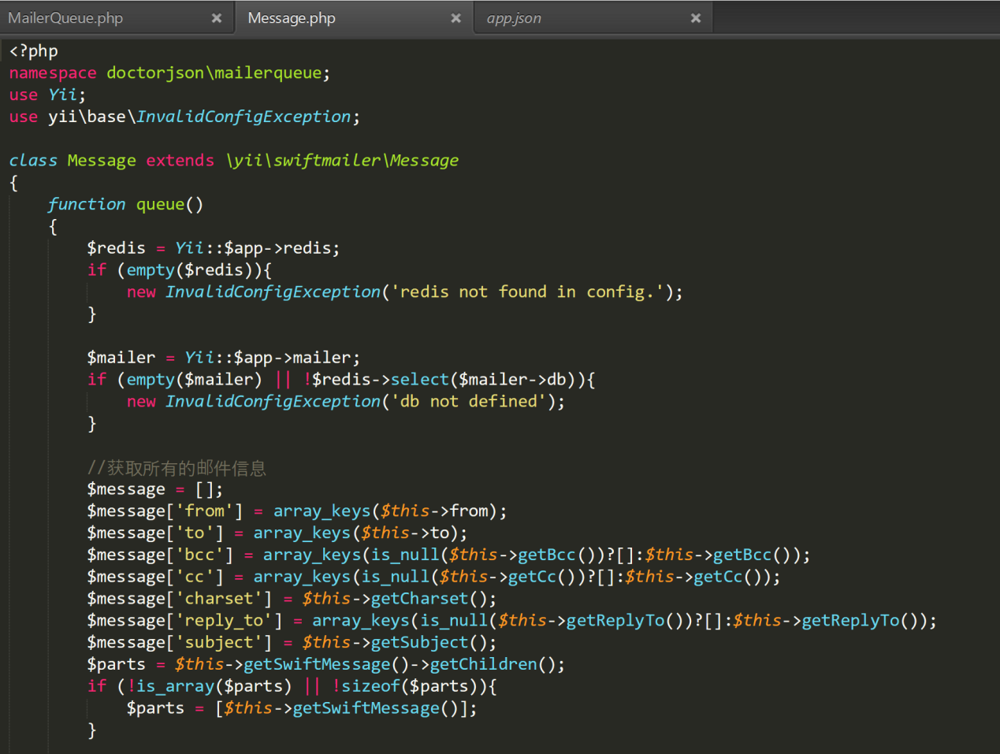 MailerQueue.php × Message.php × app.json ×
<?php
namespace doctorjson\mailerqueue;
use Yii;
use yii\base\InvalidConfigException;
class Message extends \yii\swiftmailer\Message
{
    function queue()
    {
        $redis = Yii::$app->redis;
        if (empty($redis)){
            new InvalidConfigException('redis not found in config.');
        }
        $mailer = Yii::$app->mailer;
        if (empty($mailer) || !$redis->select($mailer->db)){
            new InvalidConfigException('db not defined');
        }
        //获取所有的邮件信息
        $message = [];
        $message['from'] = array_keys($this->from);
        $message['to'] = array_keys($this->to);
        $message['bcc'] = array_keys(is_null($this->getBcc())?[]:$this->getBcc());
        $message['cc'] = array_keys(is_null($this->getCc())?[]:$this->getCc());
        $message['charset'] = $this->getCharset();
        $message['reply_to'] = array_keys(is_null($this->getReplyTo())?[]:$this->getReplyTo());
        $message['subject'] = $this->getSubject();
        $parts = $this->getSwiftMessage()->getChildren();
        if (!is_array($parts) || !sizeof($parts)){
            $parts = [$this->getSwiftMessage()];
        }